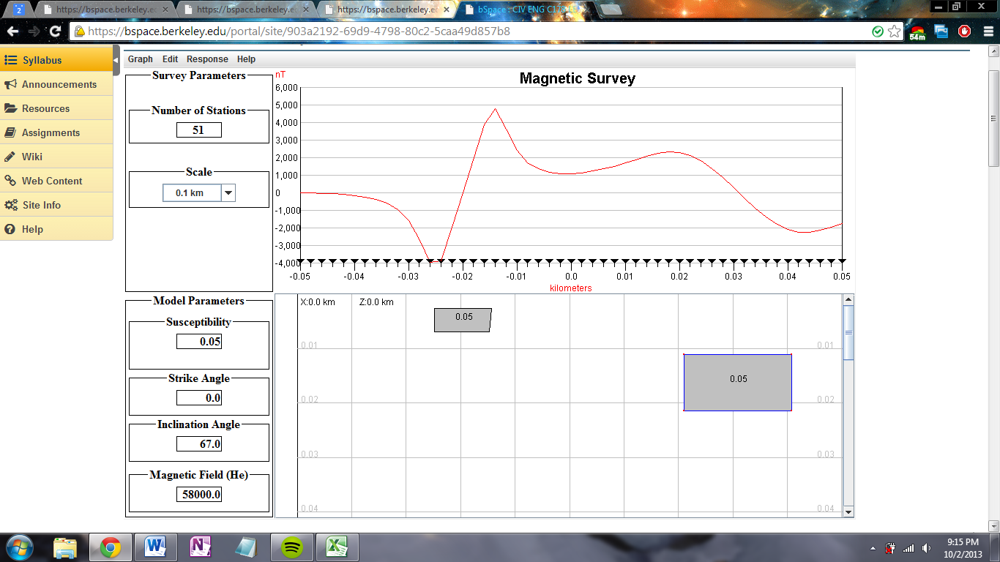 2
https://bspace.berkeley.ed
https://bspace.berkeley.ed
https://bspace.berkeley.ed
bSpace : CIV ENG C178
https://bspace.berkeley.edu/portal/site/903a2192-69d9-4798-80c2-5caa49d857b8
54m
Syllabus
Announcements
Resources
Assignments
Wiki
Web Content
Site Info
Help
Graph Edit Response Help
Survey Parameters
Number of Stations
51
Scale
0.1 km
nT
Magnetic Survey
6,000
5,000
4,000
3,000
2,000
1,000
0
-1,000
-2,000
-3,000
-4,000
-0.05 -0.04 -0.03 -0.02 -0.01 0.0 0.01 0.02 0.03 0.04 0.05
kilometers
Model Parameters
Susceptibility
0.05
Strike Angle
0.0
Inclination Angle
67.0
Magnetic Field (He)
58000.0
X:0.0 km Z:0.0 km
0.05
0.01 0.01
0.05
0.02 0.02
0.03 0.03
0.04 0.04
9:15 PM
10/2/2013